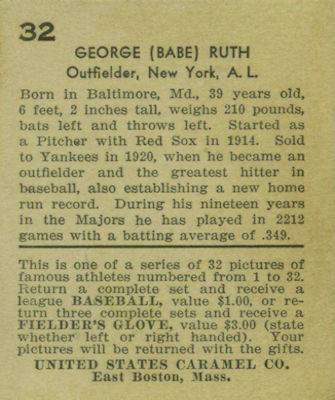 32
GEORGE (BABE) RUTH
Outfielder, New York, A. L.
Born in Baltimore, Md., 39 years old,
6 feet, 2 inches tall, weighs 210 pounds,
bats left and throws left. Started as
a Pitcher with Red Sox in 1914. Sold
to Yankees in 1920, when he became an
outfielder and the greatest hitter in
baseball, also establishing a new home
run record. During his nineteen years
in the Majors he has played in 2212
games with a batting average of .349.
This is one of a series of 32 pictures of
famous athletes numbered from 1 to 32.
Return a complete set and receive a
league BASEBALL, value $1.00, or re-
turn three complete sets and receive a
FIELDER'S GLOVE, value $3.00 (state
whether left or right handed). Your
pictures will be returned with the gifts.
UNITED STATES CARAMEL CO.
East Boston, Mass.